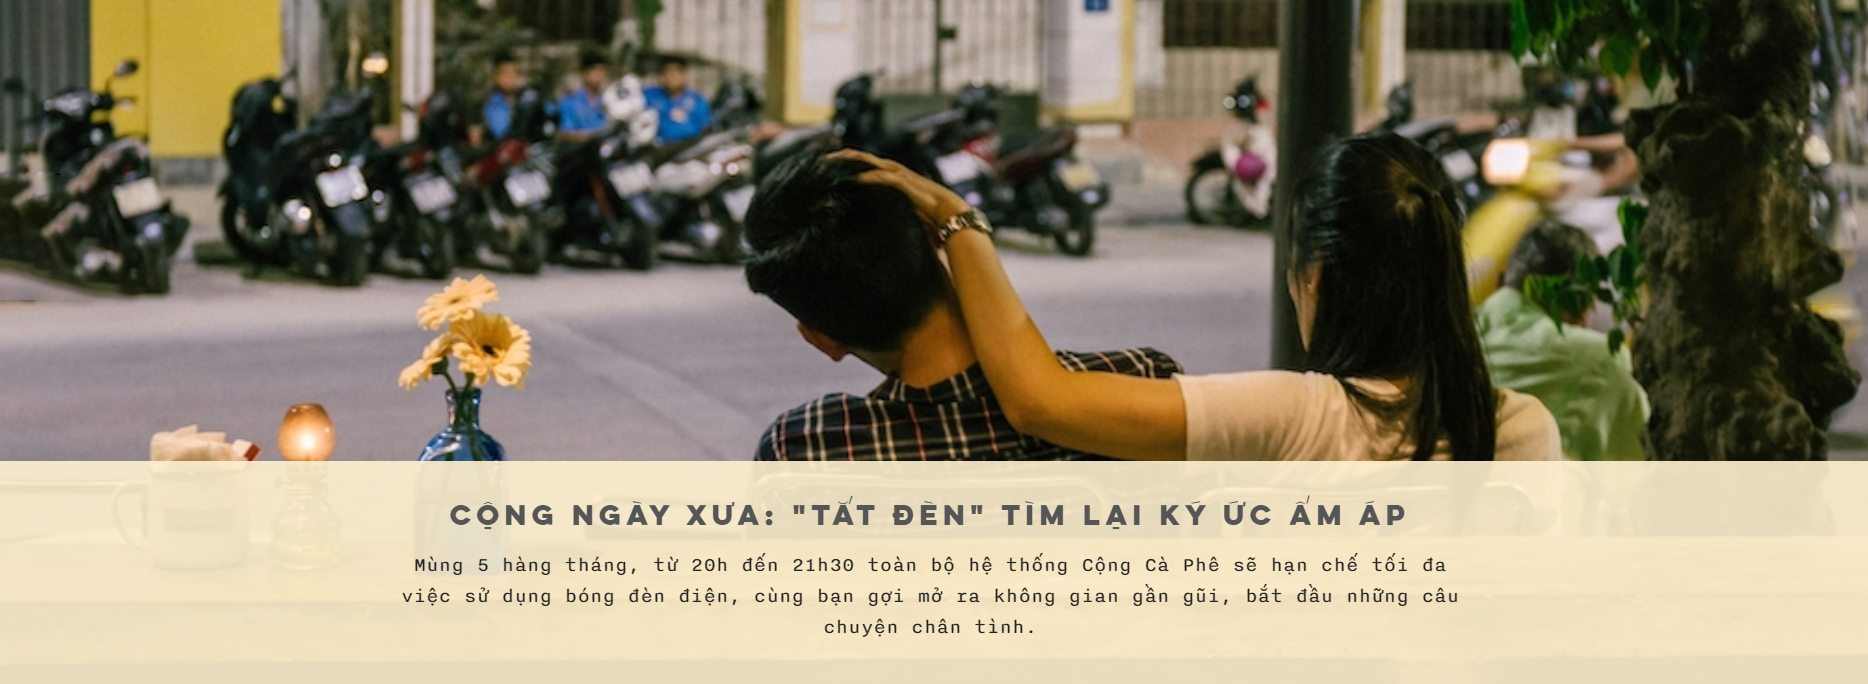 CỘNG NGÀY XƯA: "TẮT ĐÈN" TÌM LẠI KÝ ỨC ẤM ÁP
Mùng 5 hàng tháng, từ 20h đến 21h30 toàn bộ hệ thống Cộng Cà Phê sẽ hạn chế tối đa
việc sử dụng bóng đèn điện, cùng bạn gợi mở ra không gian gần gũi, bắt đầu những câu
chuyện chân tình.